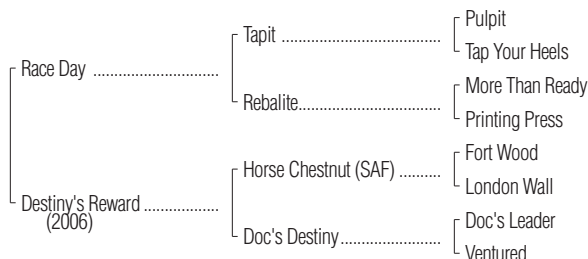 Pulpit
Tapit ....................................
Tap Your Heels
Race Day ............................
More Than Ready
Rebalite................................
Printing Press
Fort Wood
Horse Chestnut (SAF) ..........
London Wall
Destiny's Reward ................
(2006)
Doc's Leader
Doc's Destiny......................
Ventured